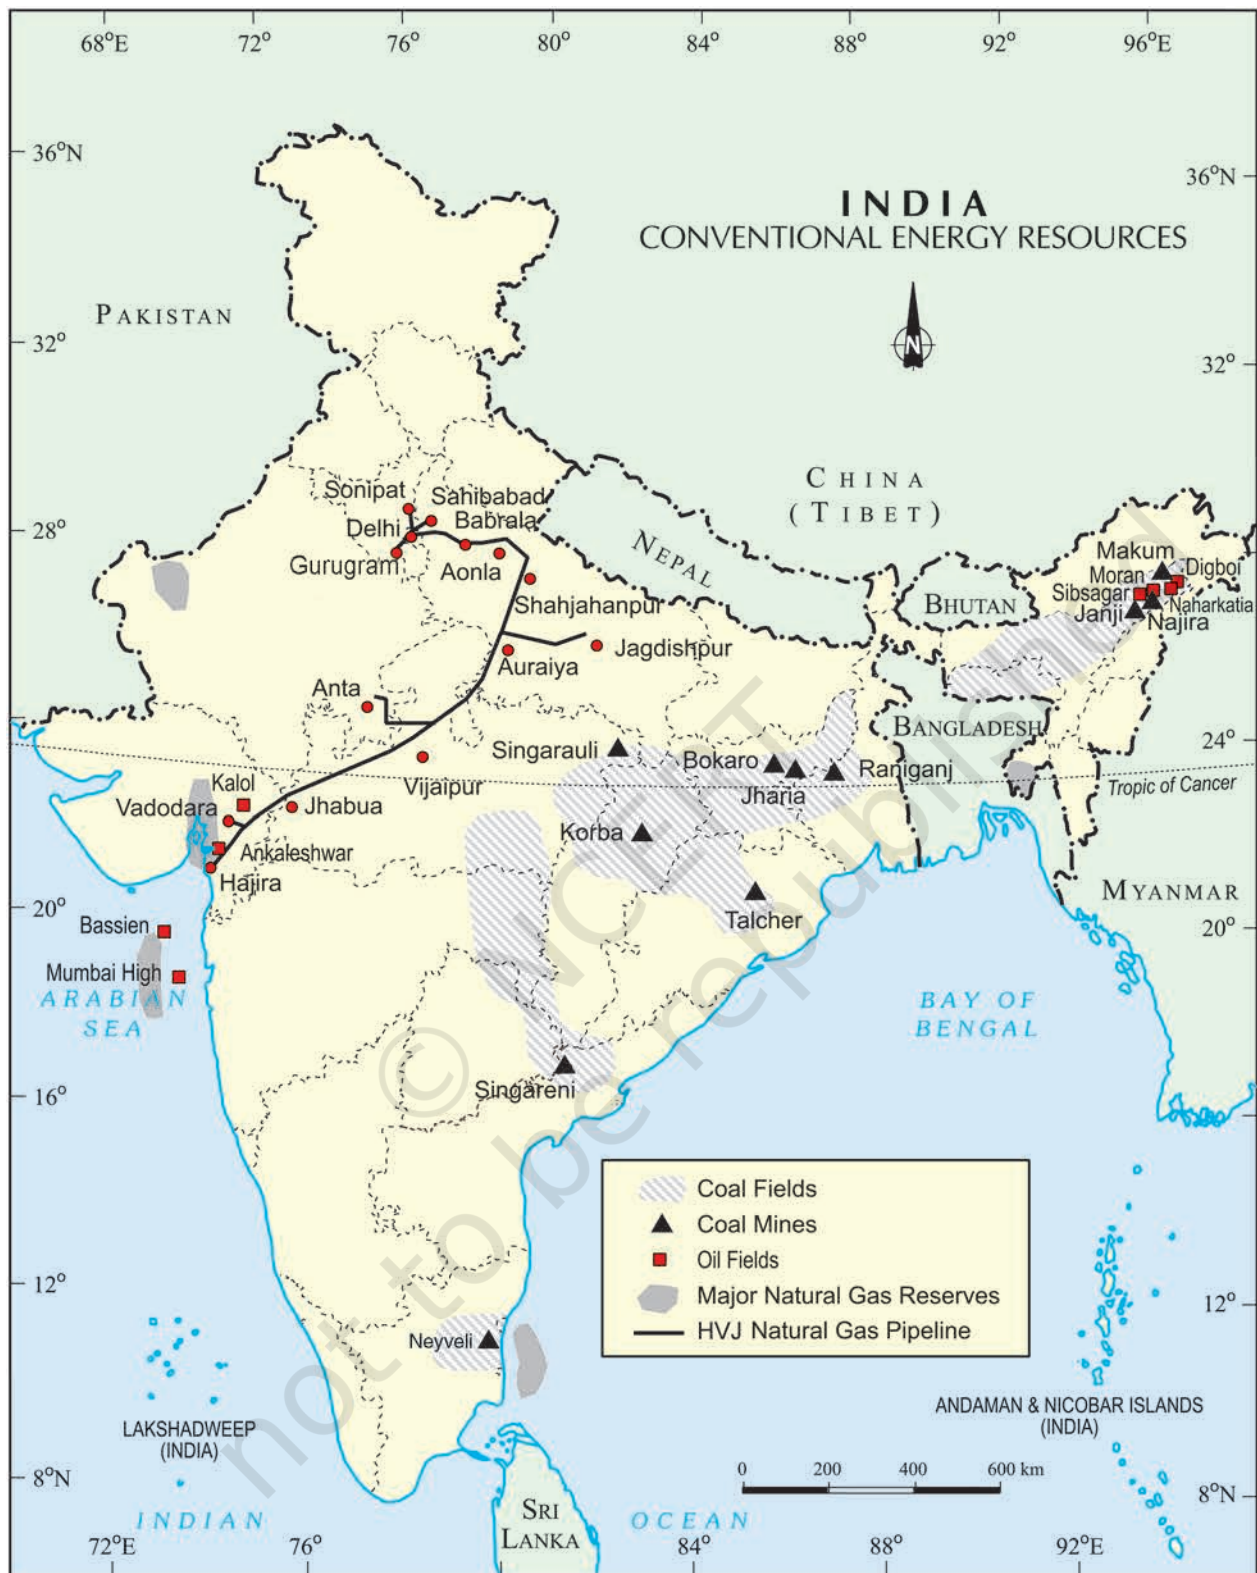 68°E 72° 76° 80° 84° 88° 92° 96°E
36°N
36°N
INDIA
CONVENTIONAL ENERGY RESOURCES
PAKISTAN
N
32°
32°
CHINA
(TIBET)
Sonipat
Sahibabad
Delhi
Babrala
28°
28°
NEPAL
Gurugram
Aonla
Makum
Moran
Digboi
Shahjahanpur
BHUTAN
Sibsagar
Naharkatia
Janji
Najira
Jagdishpur
Auraiya
Anta
BANGLADESH
24°
Singarauli
Bokaro
Raniganj
Vijaipur
Kalol
Tropic of Cancer
Jharia
Vadodara
Jhabua
Korba
Ankaleshwar
Hajira
MYANMAR
20°
20°
Talcher
Bassien
Mumbai High
ARABIAN
SEA
BAY OF
BENGAL
Singareni
16°
© NCERT
not to be republished
Coal Fields
Coal Mines
Oil Fields
Major Natural Gas Reserves
HVJ Natural Gas Pipeline
12°
12°
Neyveli
LAKSHADWEEP
(INDIA)
ANDAMAN & NICOBAR ISLANDS
(INDIA)
0 200 400 600 km
8°N
8°N
SRI
LANKA
INDIAN OCEAN
72°E 76° 84° 88° 92°E